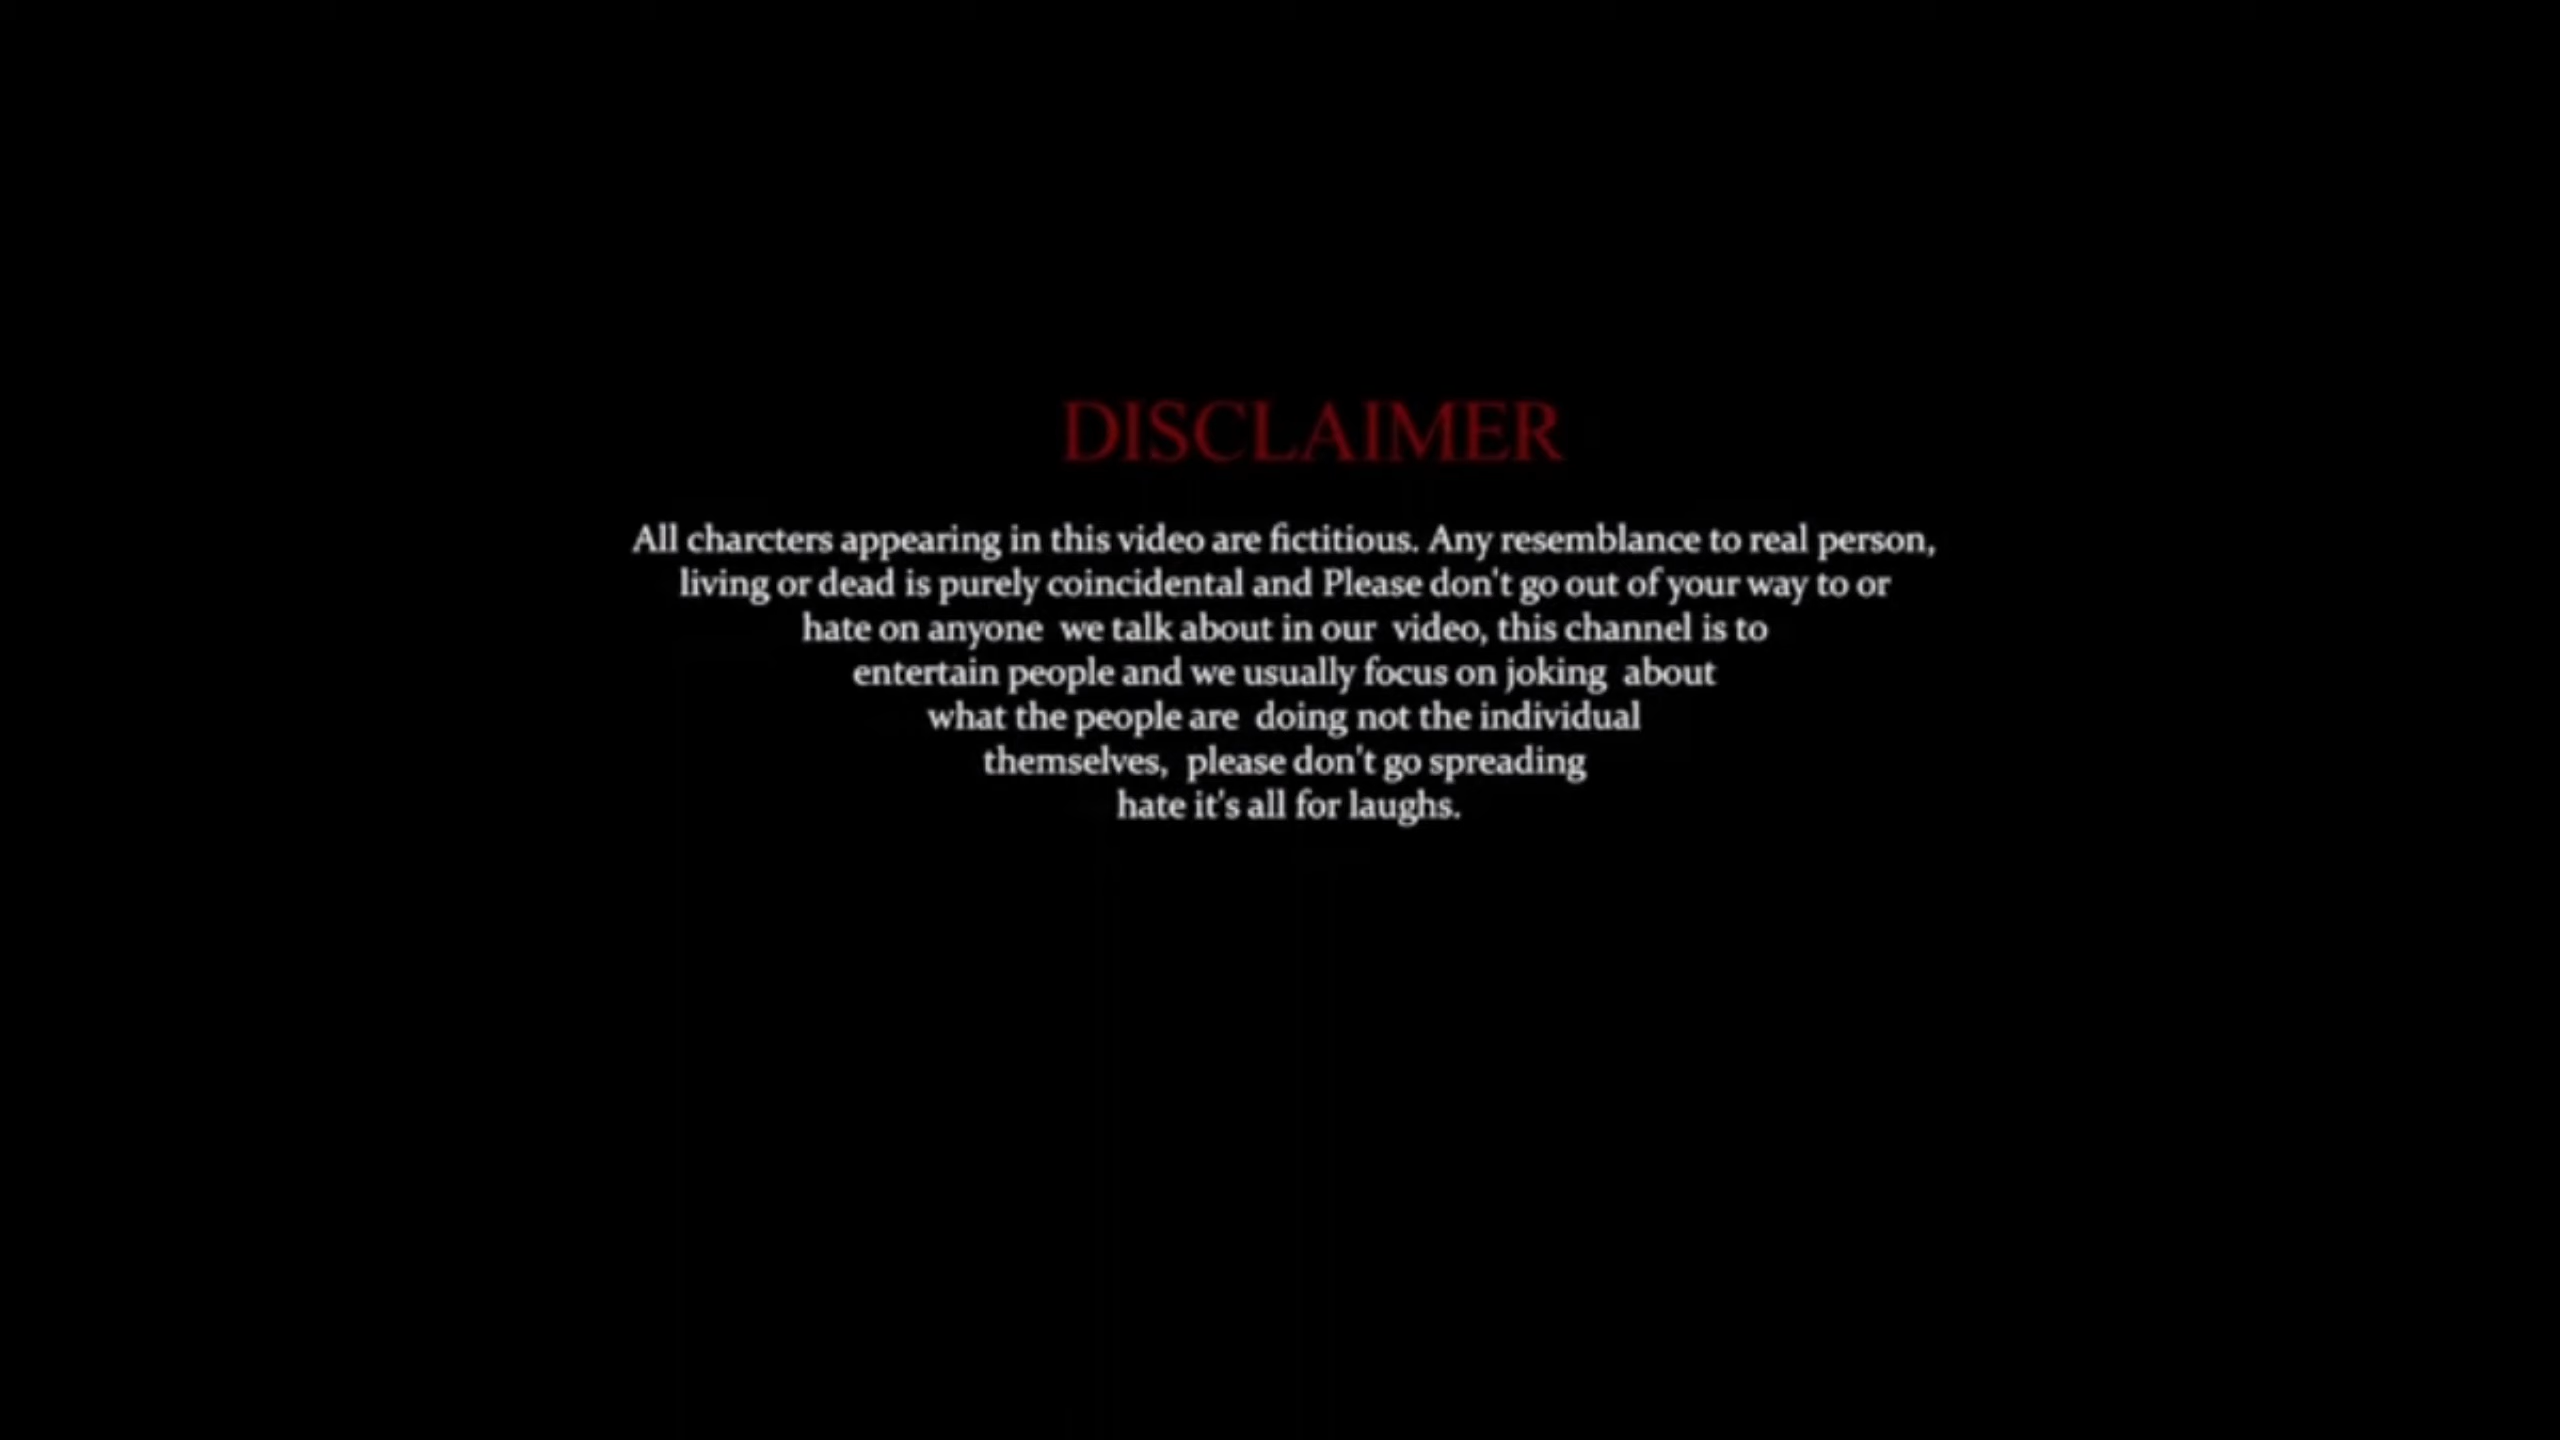 DISCLAIMER
All charcters appearing in this video are fictitious. Any resemblance to real person,
living or dead is purely coincidental and Please don't go out of your way to or
hate on anyone  we talk about in our  video, this channel is to
entertain people and we usually focus on joking  about
what the people are  doing not the individual
themselves,  please don't go spreading
hate it's all for laughs.